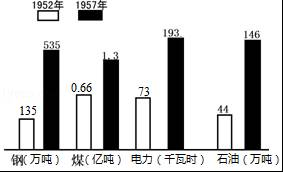 1952年 1957年
135 535 0.66 1.3 73 193 44 146
钢(万吨) 煤(亿吨) 电力(千瓦时) 石油(万吨)